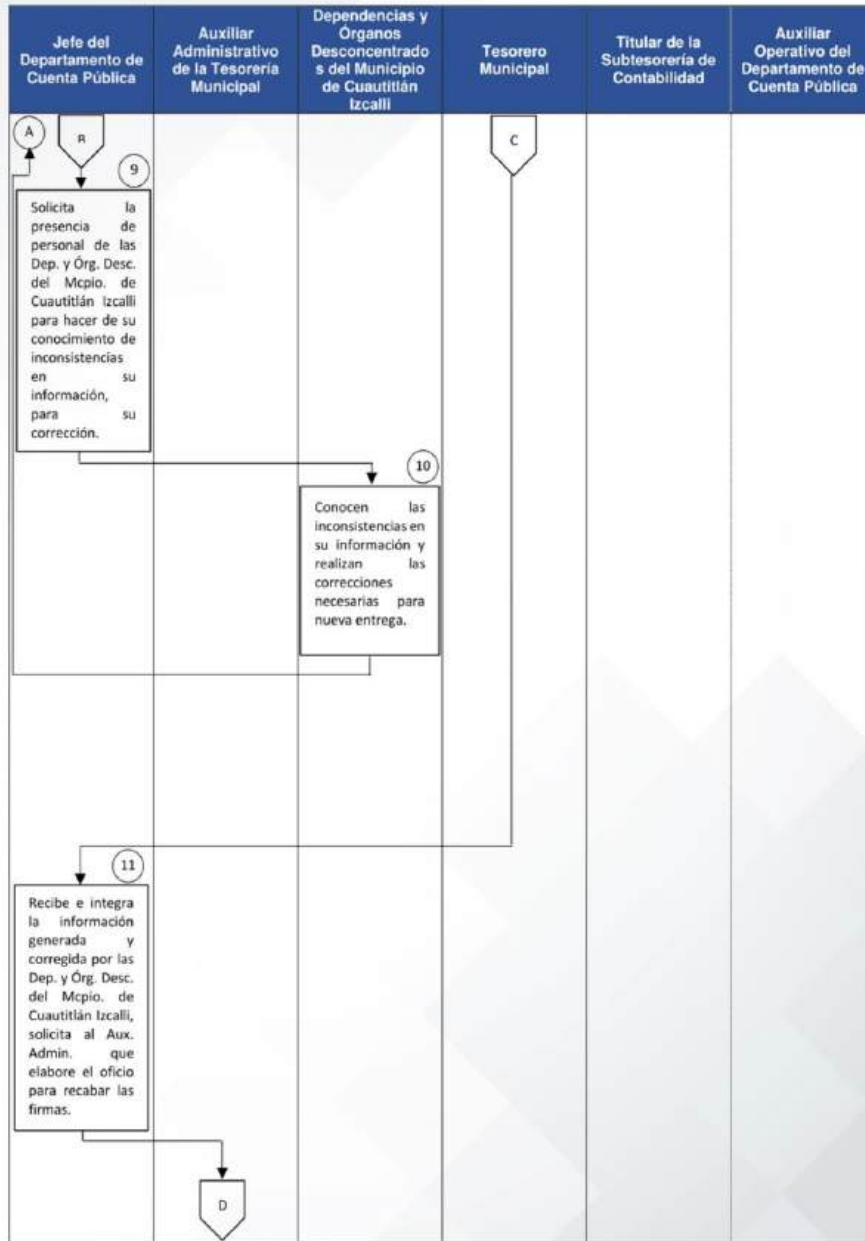 Jefe del
Departamento de
Cuenta Pública
Auxiliar
Administrativo
de la Tesorería
Municipal
Dependencias y
Órganos
Desconcentrado
s del Municipio
de Cuautitlán
Izcalli
Tesorero
Municipal
Titular de la
Subtesorería de
Contabilidad
Auxiliar
Operativo del
Departamento de
Cuenta Pública
A
B
C
9
Solicita la
presencia de
personal de las
Dep. y Órg. Desc.
del Mcpio. de
Cuautitlán Izcalli
para hacer de su
conocimiento de
inconsistencias
en su
información,
para su
corrección.
10
Conocen las
inconsistencias en
su información y
realizan las
correcciones
necesarias para
nueva entrega.
11
Recibe e integra
la información
generada y
corregida por las
Dep. y Órg. Desc.
del Mcpio. de
Cuautitlán Izcalli,
solicita al Aux.
Admin. que
elabore el oficio
para recabar las
firmas.
D